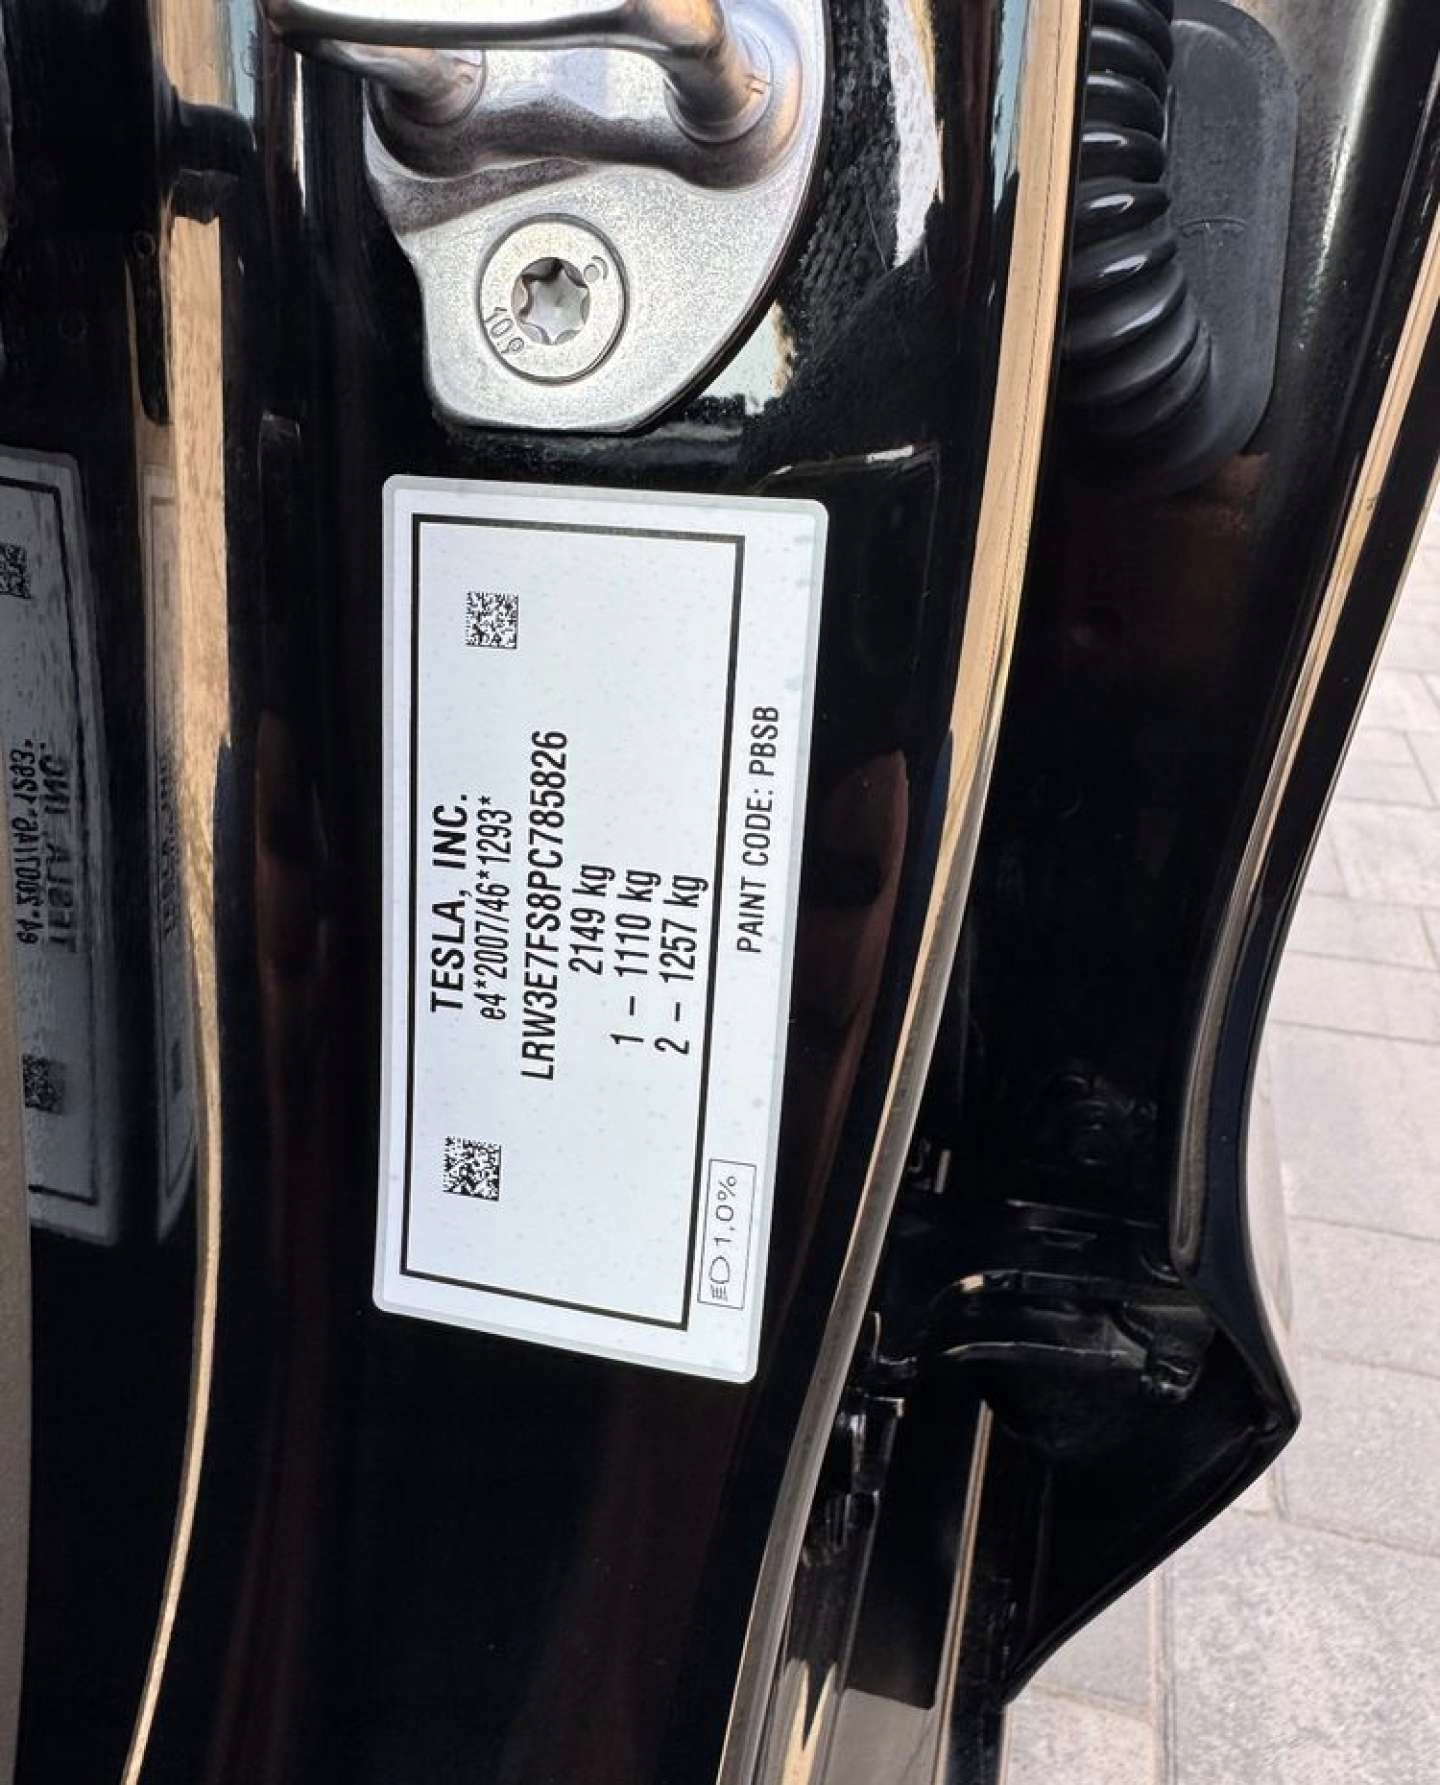 TESLA, INC.
e4*2007/46*1293*
LRW3E7FS8PC785826
2149 kg
1 – 1110 kg
2 – 1257 kg
1,0%
PAINT CODE: PBSB
10.9